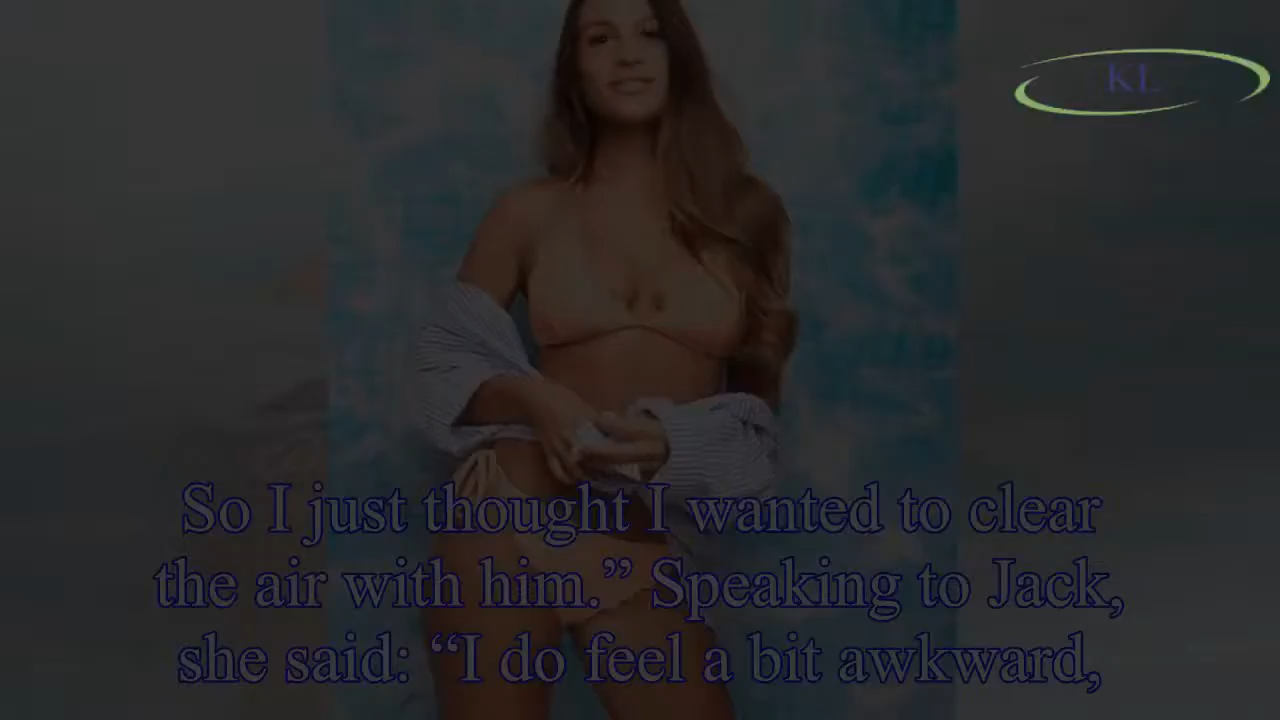 KL
So I just thought I wanted to clear
the air with him.” Speaking to Jack,
she said: “I do feel a bit awkward,